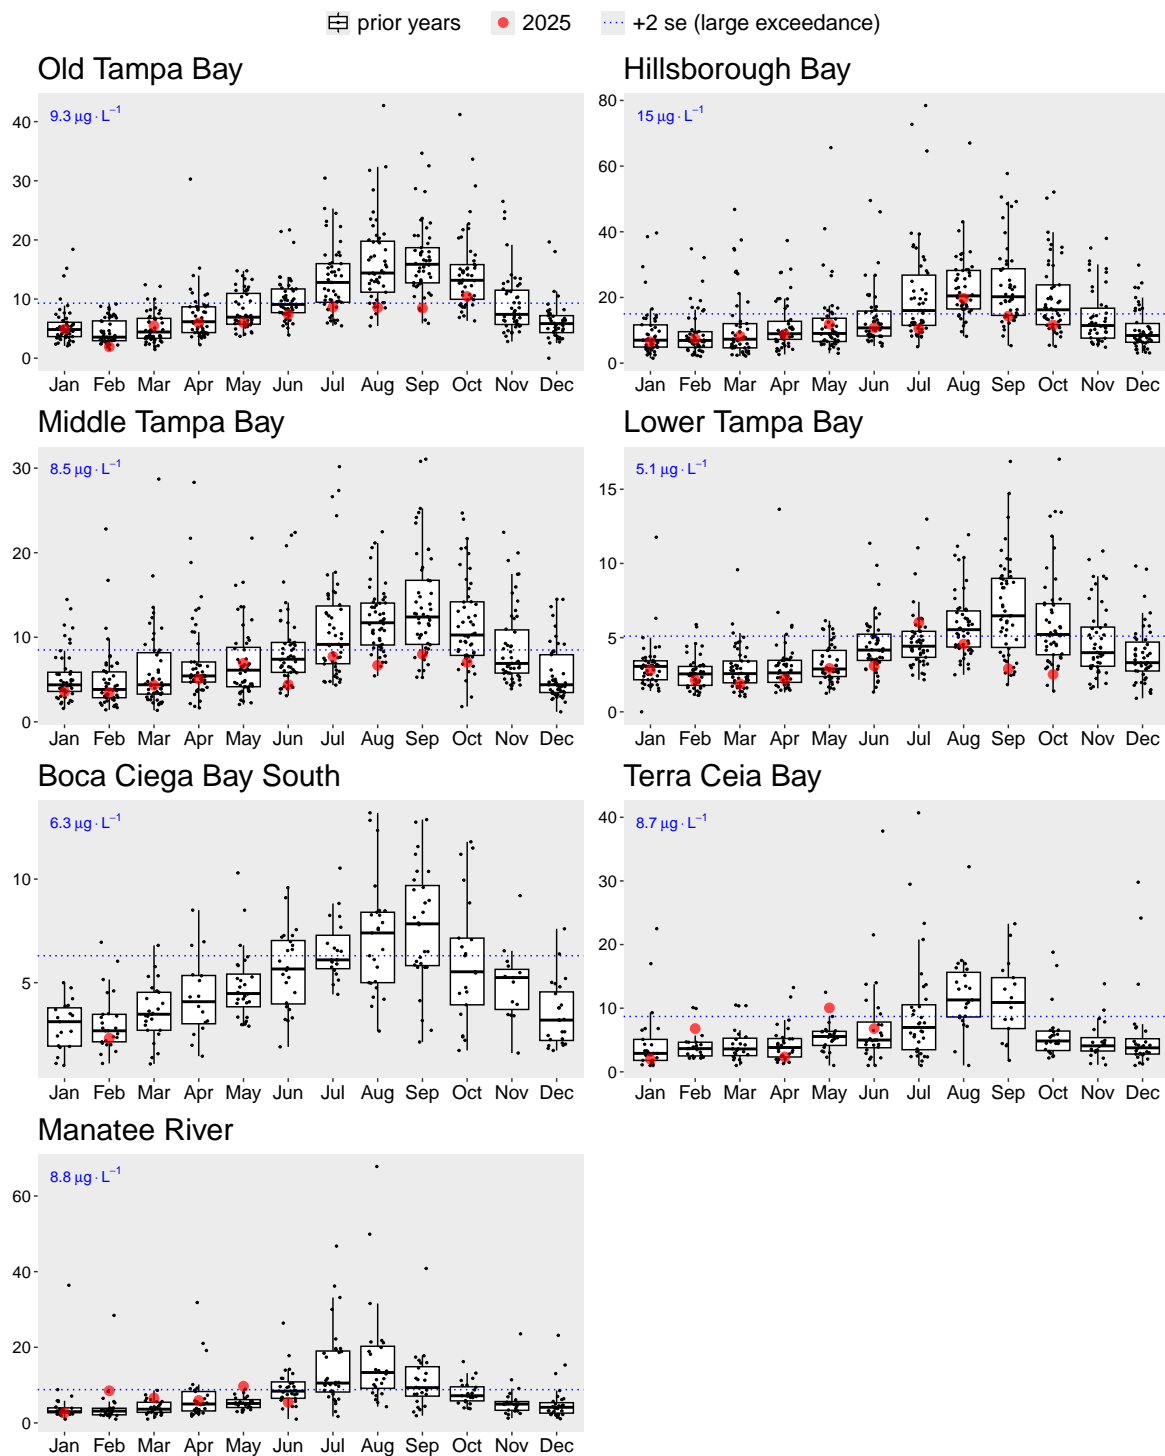 prior years 2025 +2 se (large exceedance)
Old Tampa Bay
9.3 µg · L⁻¹
40
30
20
10
0
Jan Feb Mar Apr May Jun Jul Aug Sep Oct Nov Dec
Hillsborough Bay
15 µg · L⁻¹
80
60
40
20
0
Jan Feb Mar Apr May Jun Jul Aug Sep Oct Nov Dec
Middle Tampa Bay
8.5 µg · L⁻¹
30
20
10
0
Jan Feb Mar Apr May Jun Jul Aug Sep Oct Nov Dec
Lower Tampa Bay
5.1 µg · L⁻¹
15
10
5
0
Jan Feb Mar Apr May Jun Jul Aug Sep Oct Nov Dec
Boca Ciega Bay South
6.3 µg · L⁻¹
10
5
Jan Feb Mar Apr May Jun Jul Aug Sep Oct Nov Dec
Terra Ceia Bay
8.7 µg · L⁻¹
40
30
20
10
0
Jan Feb Mar Apr May Jun Jul Aug Sep Oct Nov Dec
Manatee River
8.8 µg · L⁻¹
60
40
20
0
Jan Feb Mar Apr May Jun Jul Aug Sep Oct Nov Dec